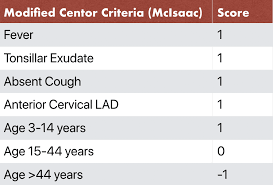 Modified Centor Criteria (McIsaac) Score
Fever 1
Tonsillar Exudate 1
Absent Cough 1
Anterior Cervical LAD 1
Age 3-14 years 1
Age 15-44 years 0
Age >44 years -1